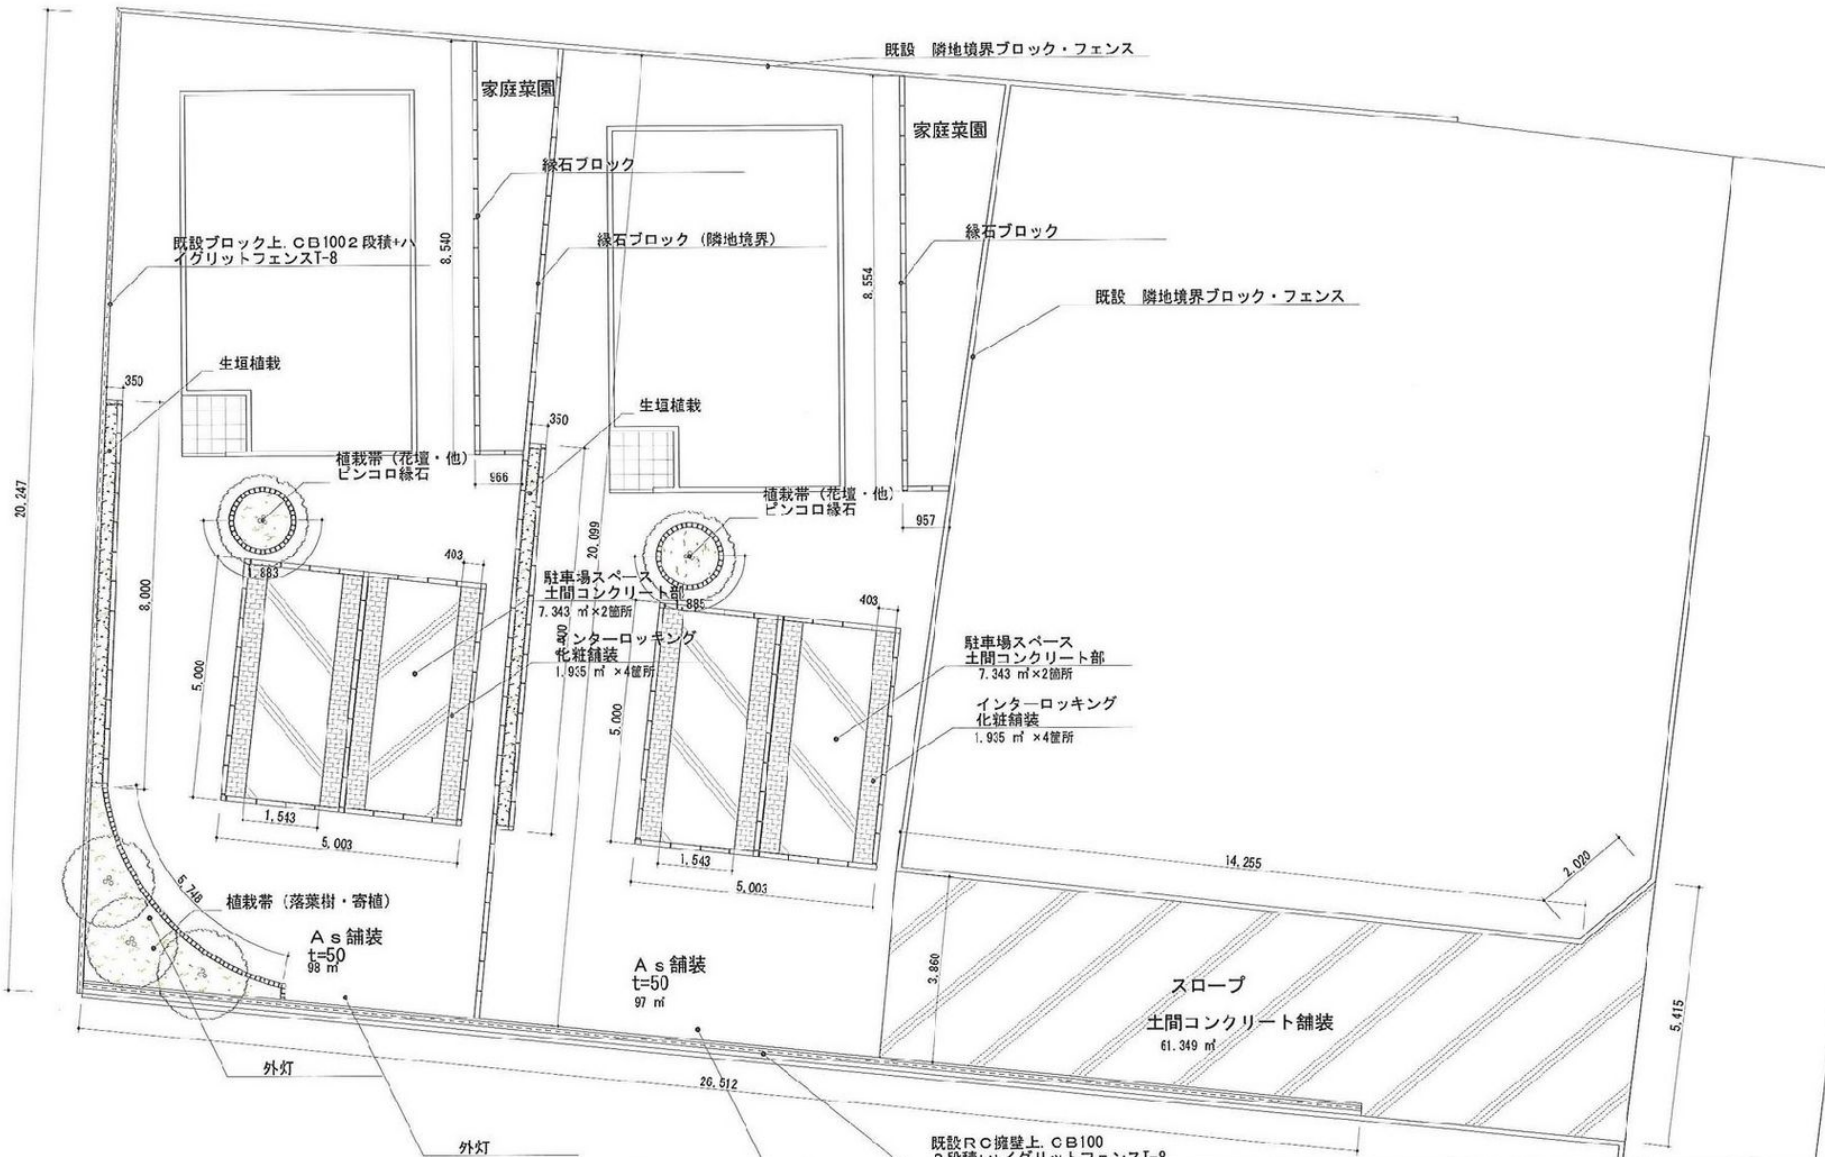 既設　隣地境界ブロック・フェンス
家庭菜園
家庭菜園
縁石ブロック
既設ブロック上. CB100２段積+ハ
イグリットフェンスT-8
8,540
縁石ブロック（隣地境界）
縁石ブロック
8,554
既設　隣地境界ブロック・フェンス
生垣植栽
350
生垣植栽
350
植栽帯（花壇・他）
ピンコロ縁石
966
植栽帯（花壇・他）
ピンコロ縁石
957
20,247
20,099
403
1,883
駐車場スペース
土間コンクリート部
7.343 ㎡×2箇所
8,000
1,885
403
インターロッキング
化粧舗装
1.935 ㎡ ×4箇所
駐車場スペース
土間コンクリート部
7.343 ㎡×2箇所
5,000
5,000
インターロッキング
化粧舗装
1.935 ㎡ ×4箇所
1,543
5,003
1,543
5,003
14,255
2,020
植栽帯（落葉樹・寄植）
Ａｓ舗装
t=50
98 ㎡
Ａｓ舗装
t=50
97 ㎡
3,860
スロープ
土間コンクリート舗装
61.349 ㎡
5,415
外灯
26,512
外灯
既設ＲＣ擁壁上. ＣＢ100